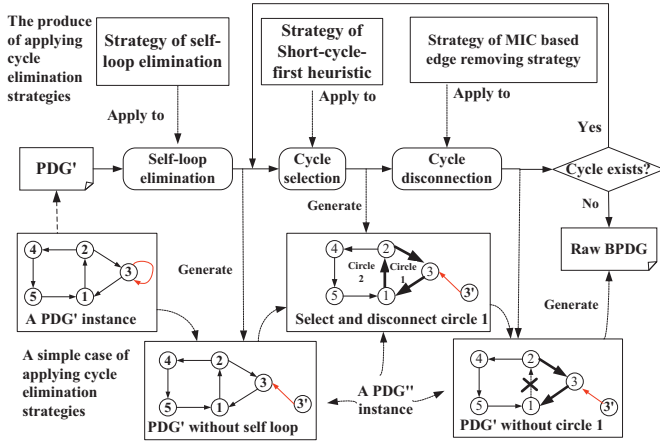 The produce of applying
cycle elimination
strategies
Strategy of self-
loop elimination
Strategy of
Short-cycle-
first heuristic
Strategy of MIC based
edge removing strategy
Apply to
Apply to
Apply to
Yes
PDG'
Self-loop
elimination
Cycle
selection
Cycle
disconnection
Cycle exists?
Generate
No
Raw BPDG
4
2
3
5
1
A PDG' instance
Generate
4
2
3
5
1
3'
Circle
2
Circle
1
Select and disconnect circle 1
Generate
A simple case of
applying cycle
elimination
strategies
4
2
3
5
1
3'
PDG' without self loop
A PDG''
instance
4
2
3
5
1
3'
PDG' without circle 1